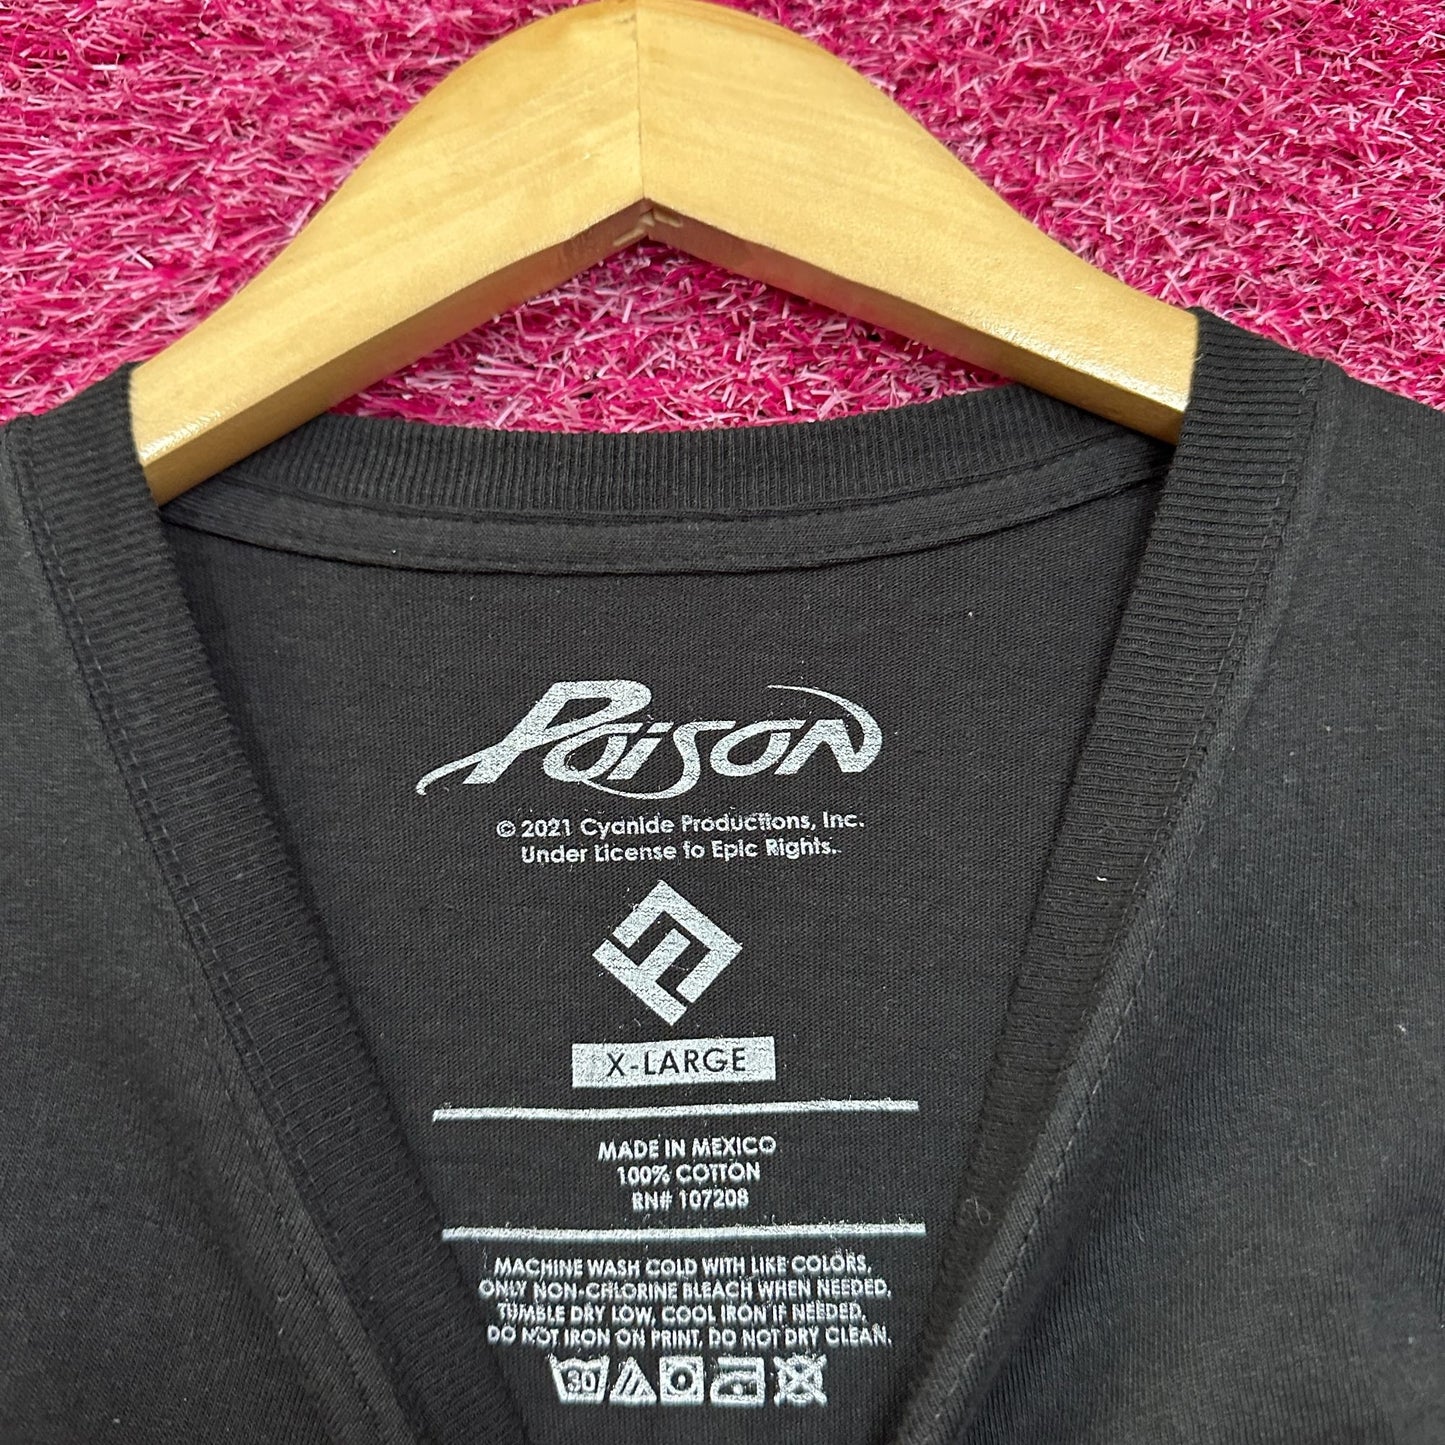 Poison
© 2021 Cyanide Productions, Inc.
Under License to Epic Rights.
X-LARGE
MADE IN MEXICO
100% COTTON
RN# 107208
MACHINE WASH COLD WITH LIKE COLORS,
ONLY NON-CHLORINE BLEACH WHEN NEEDED,
TUMBLE DRY LOW, COOL IRON IF NEEDED,
DO NOT IRON ON PRINT, DO NOT DRY CLEAN.
30